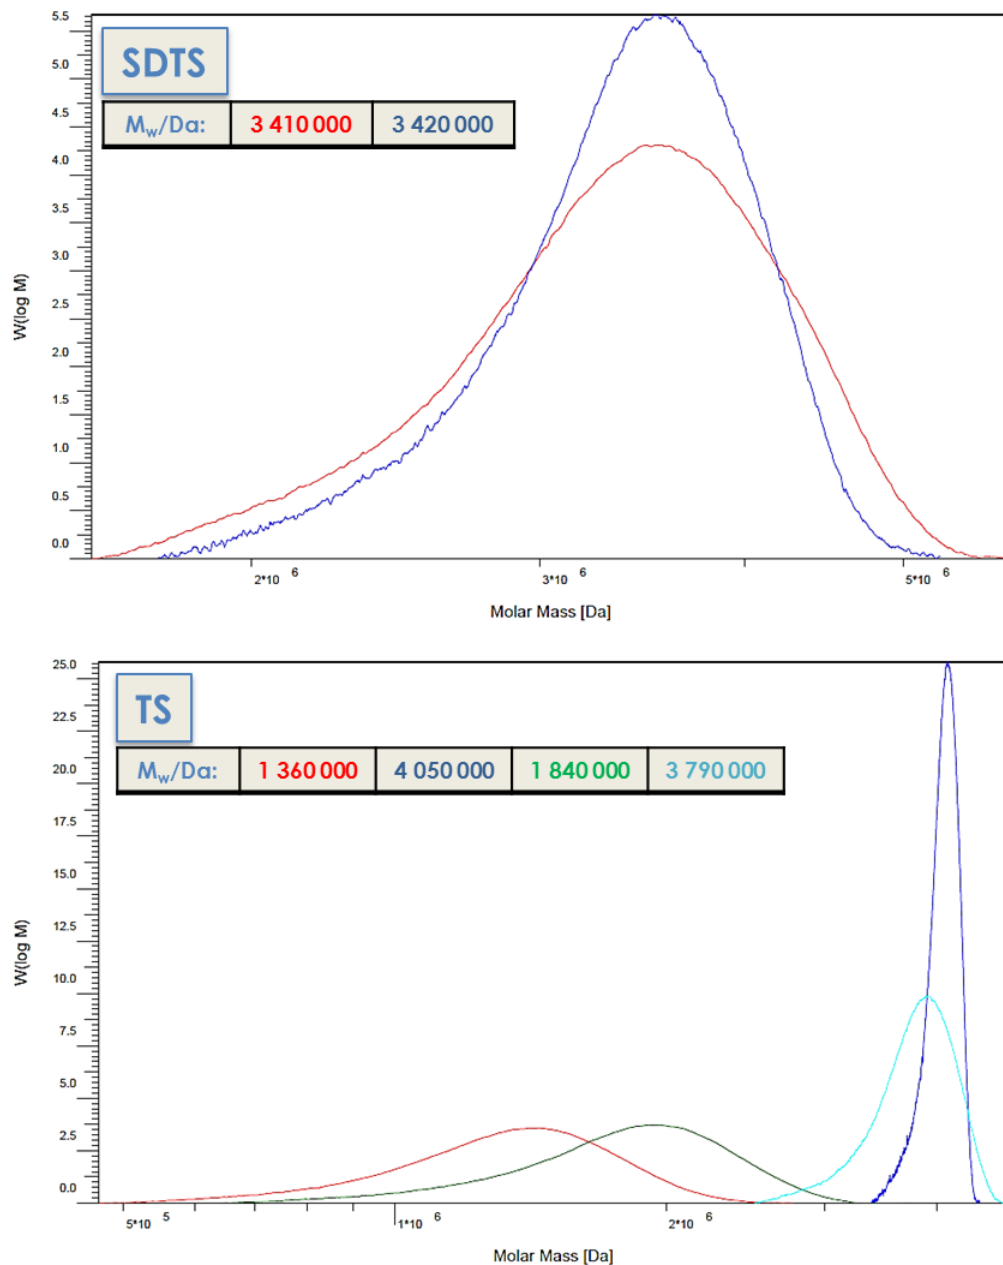 5.5
SDTS
5.0
Mw/Da: 3 410 000 3 420 000
4.5
4.0
3.5
3.0
2.5
2.0
1.5
1.0
0.5
0.0
W(log M)
2*10 6 3*10 6 5*10 6
Molar Mass [Da]
25.0
TS
22.5
Mw/Da: 1 360 000 4 050 000 1 840 000 3 790 000
20.0
17.5
15.0
12.5
10.0
7.5
5.0
2.5
0.0
W(log M)
5*10 5 1*10 6 2*10 6
Molar Mass [Da]